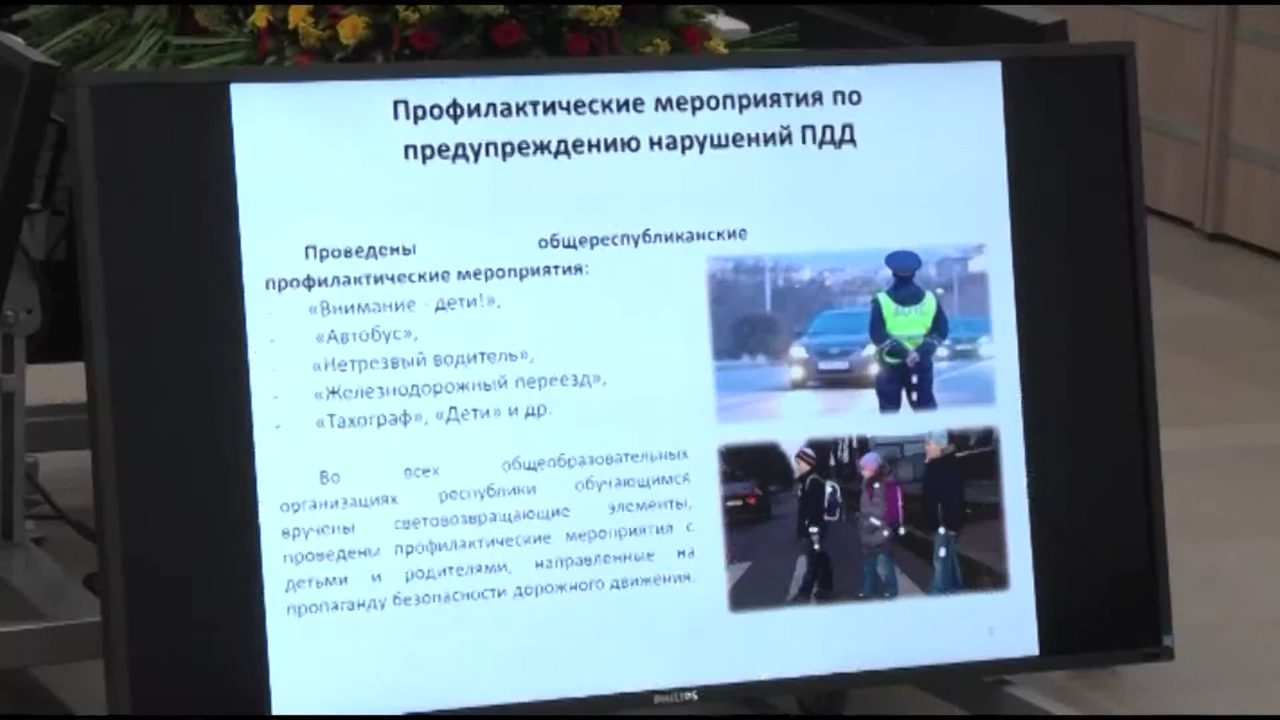 Профилактические мероприятия по
предупреждению нарушений ПДД
Проведены общереспубликанские
профилактические мероприятия:
- «Внимание - дети!»,
- «Автобус»,
- «Нетрезвый водитель»,
- «Железнодорожный переезд»,
- «Тахограф», «Дети» и др.
Во всех общеобразовательных
организациях республики обучающимся
вручены световозвращающие элементы,
проведены профилактические мероприятия с
детьми и родителями, направленные на
пропаганду безопасности дорожного движения.
PHILIPS